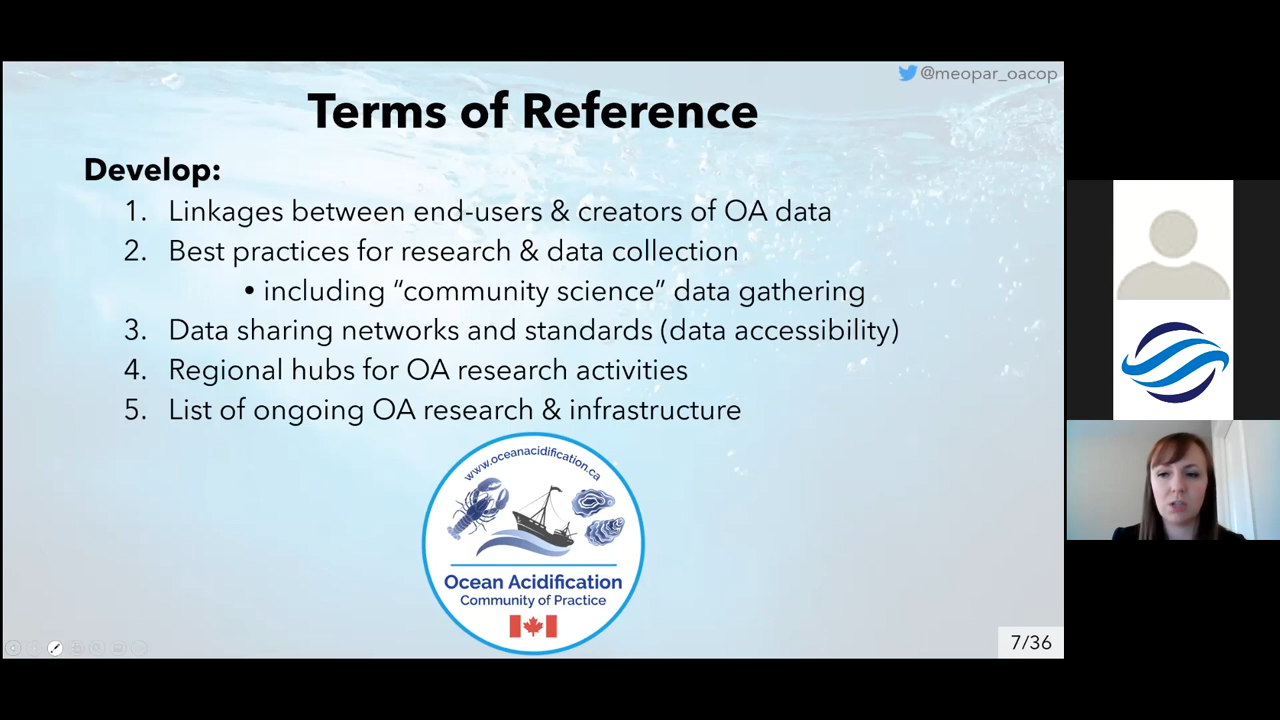 @meopar_oacop
Terms of Reference
Develop:
1. Linkages between end-users & creators of OA data
2. Best practices for research & data collection
• including “community science” data gathering
3. Data sharing networks and standards (data accessibility)
4. Regional hubs for OA research activities
5. List of ongoing OA research & infrastructure
www.oceanacidification.ca
Ocean Acidification
Community of Practice
7/36